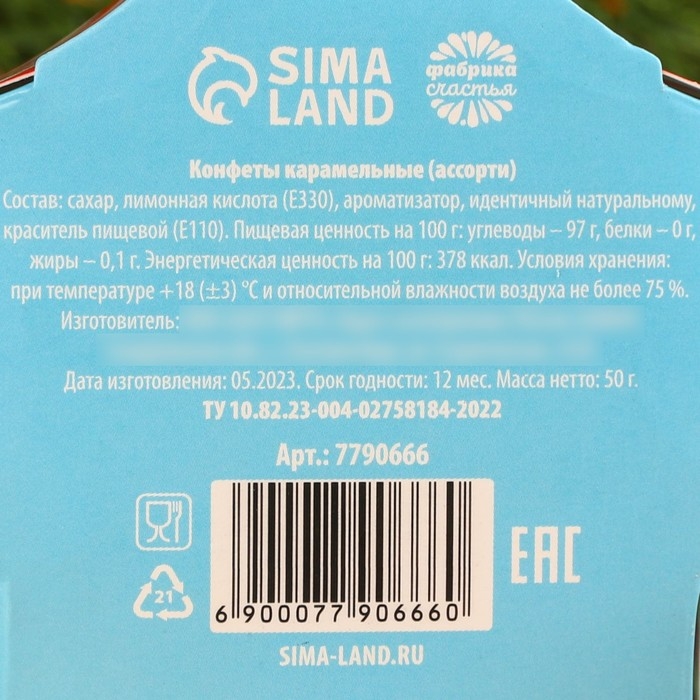 SIMA
LAND
фабрика
счастья
Конфеты карамельные (ассорти)
Состав: сахар, лимонная кислота (Е330), ароматизатор, идентичный натуральному,
краситель пищевой (Е110). Пищевая ценность на 100 г: углеводы – 97 г, белки – 0 г,
жиры – 0,1 г. Энергетическая ценность на 100 г: 378 ккал. Условия хранения:
при температуре +18 (±3) °С и относительной влажности воздуха не более 75 %.
Изготовитель:
Дата изготовления: 05.2023. Срок годности: 12 мес. Масса нетто: 50 г.
ТУ 10.82.23-004-02758184-2022
Арт.: 7790666
21
6 900077 906660
ЕАС
SIMA-LAND.RU